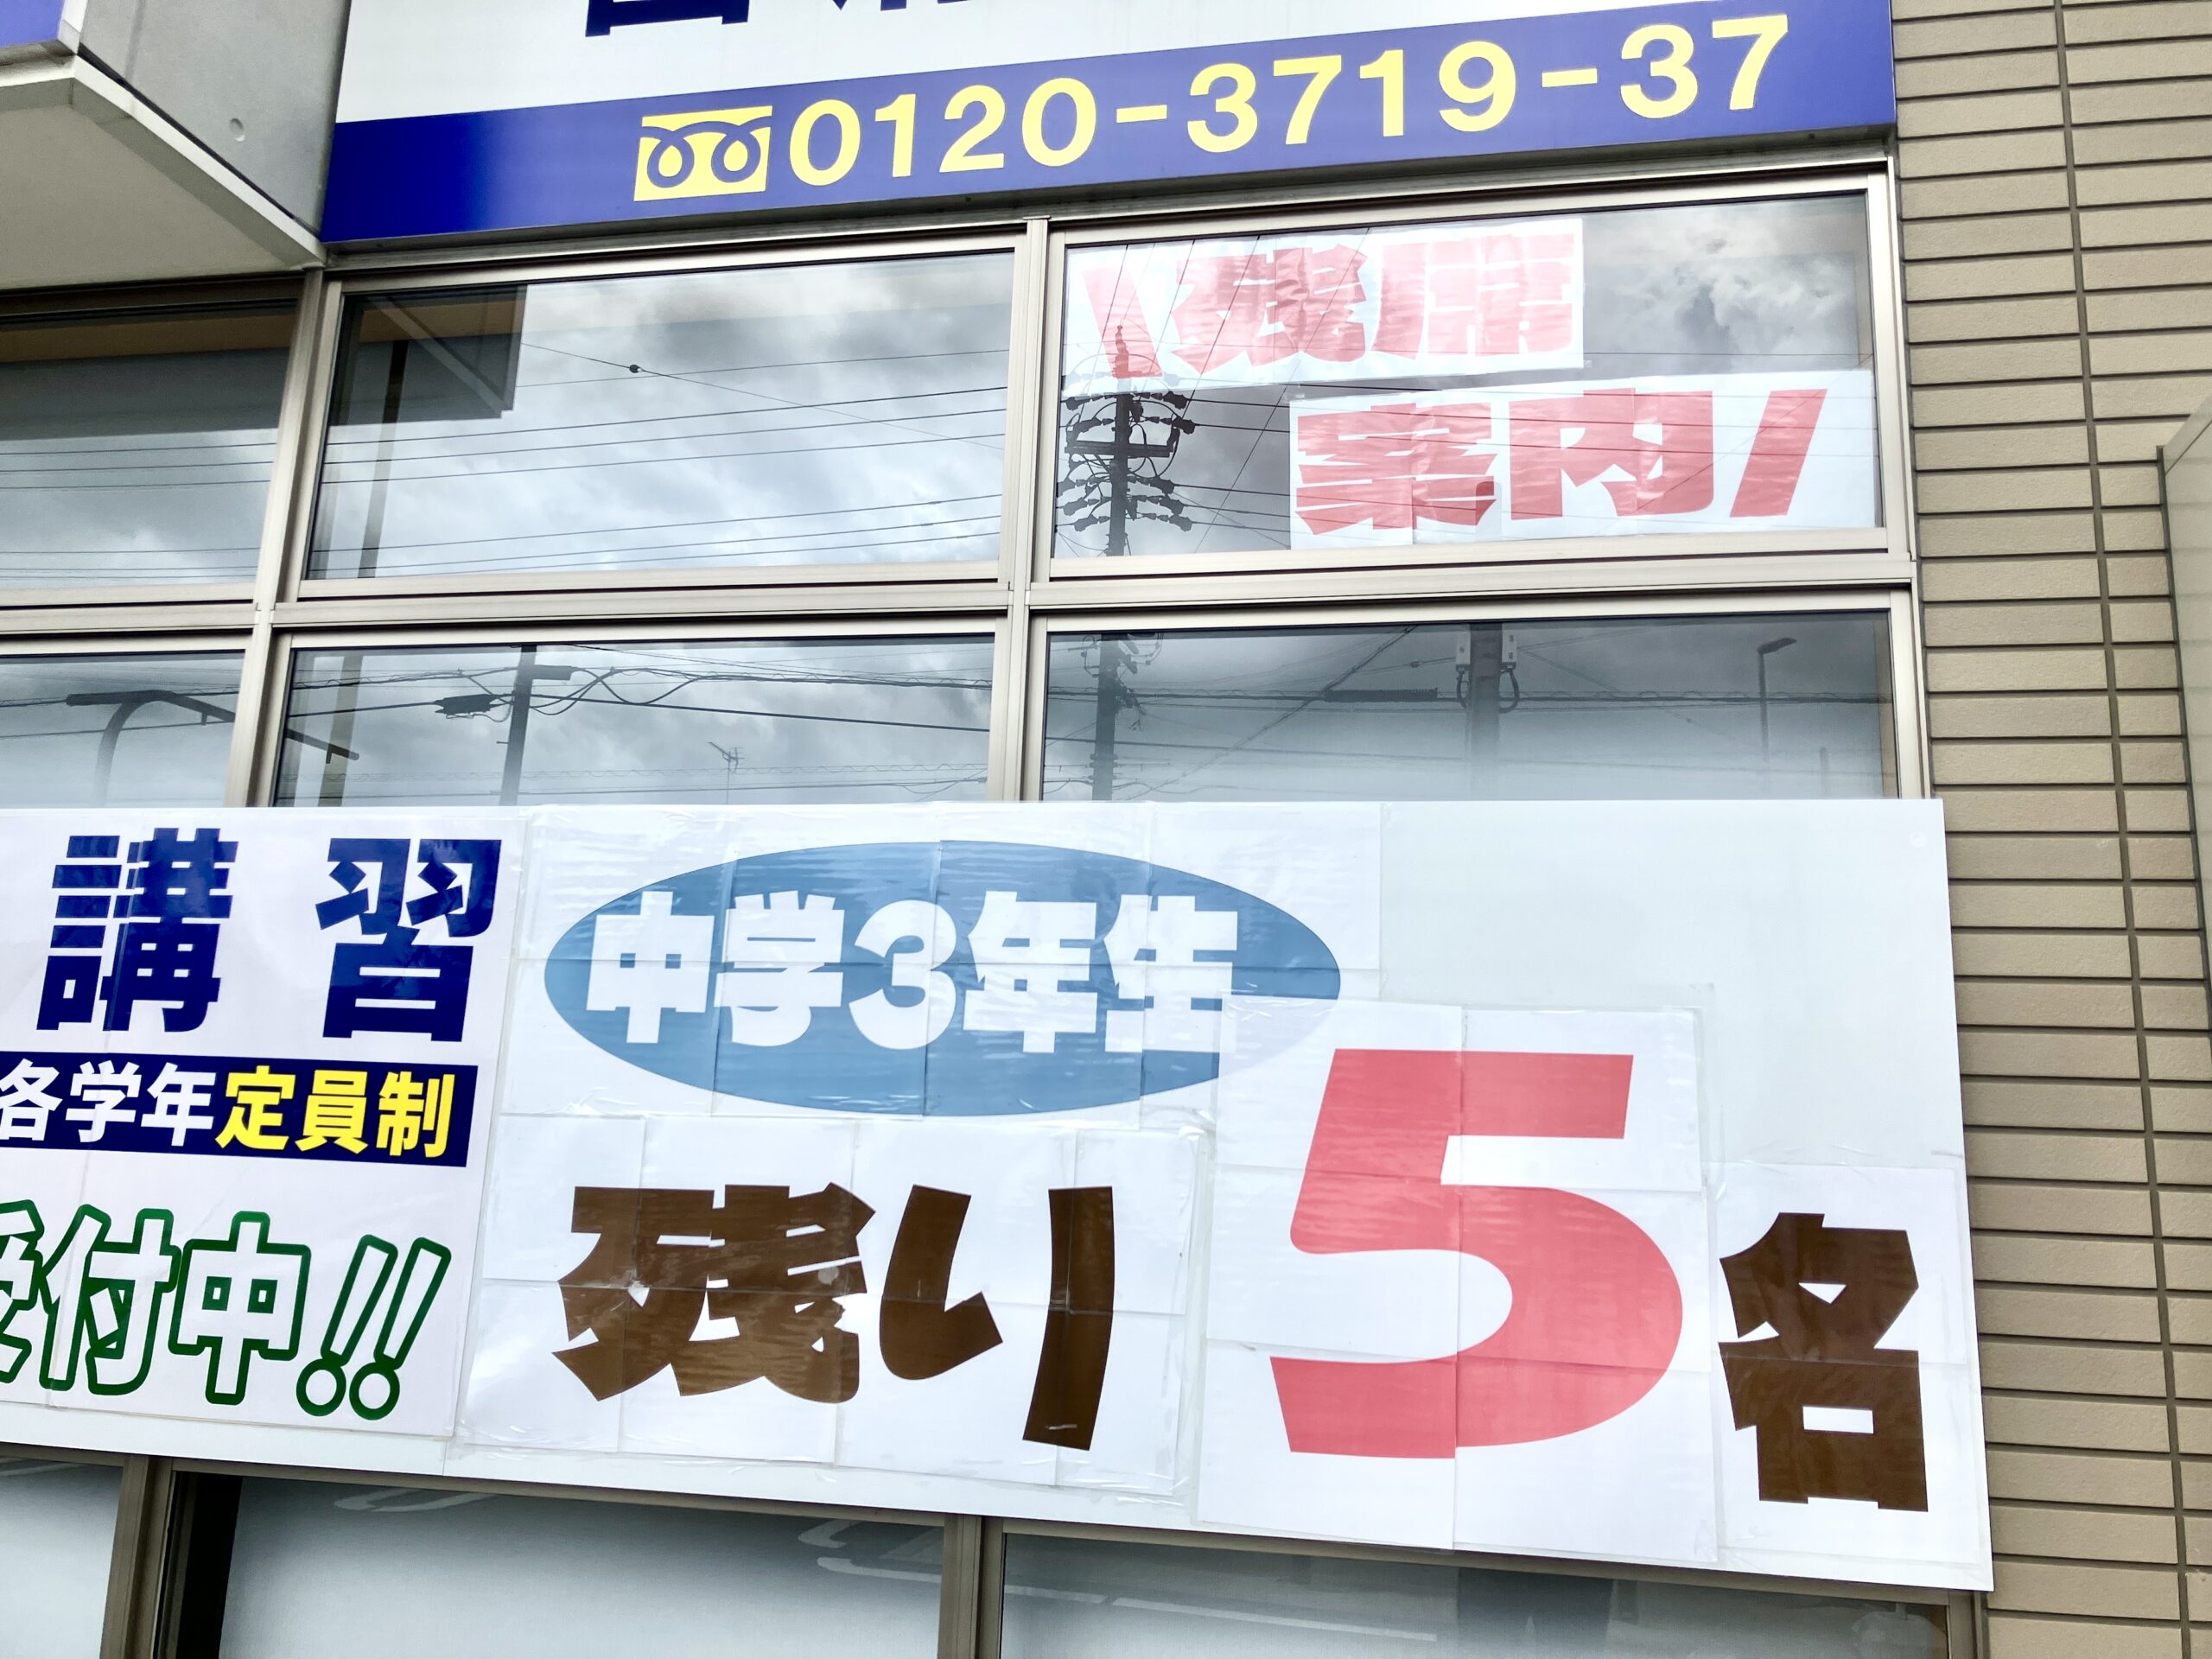 0120-3719-37
\残席
案内/
講習
各学年定員制
受付中!!
中学3年生
残り5名